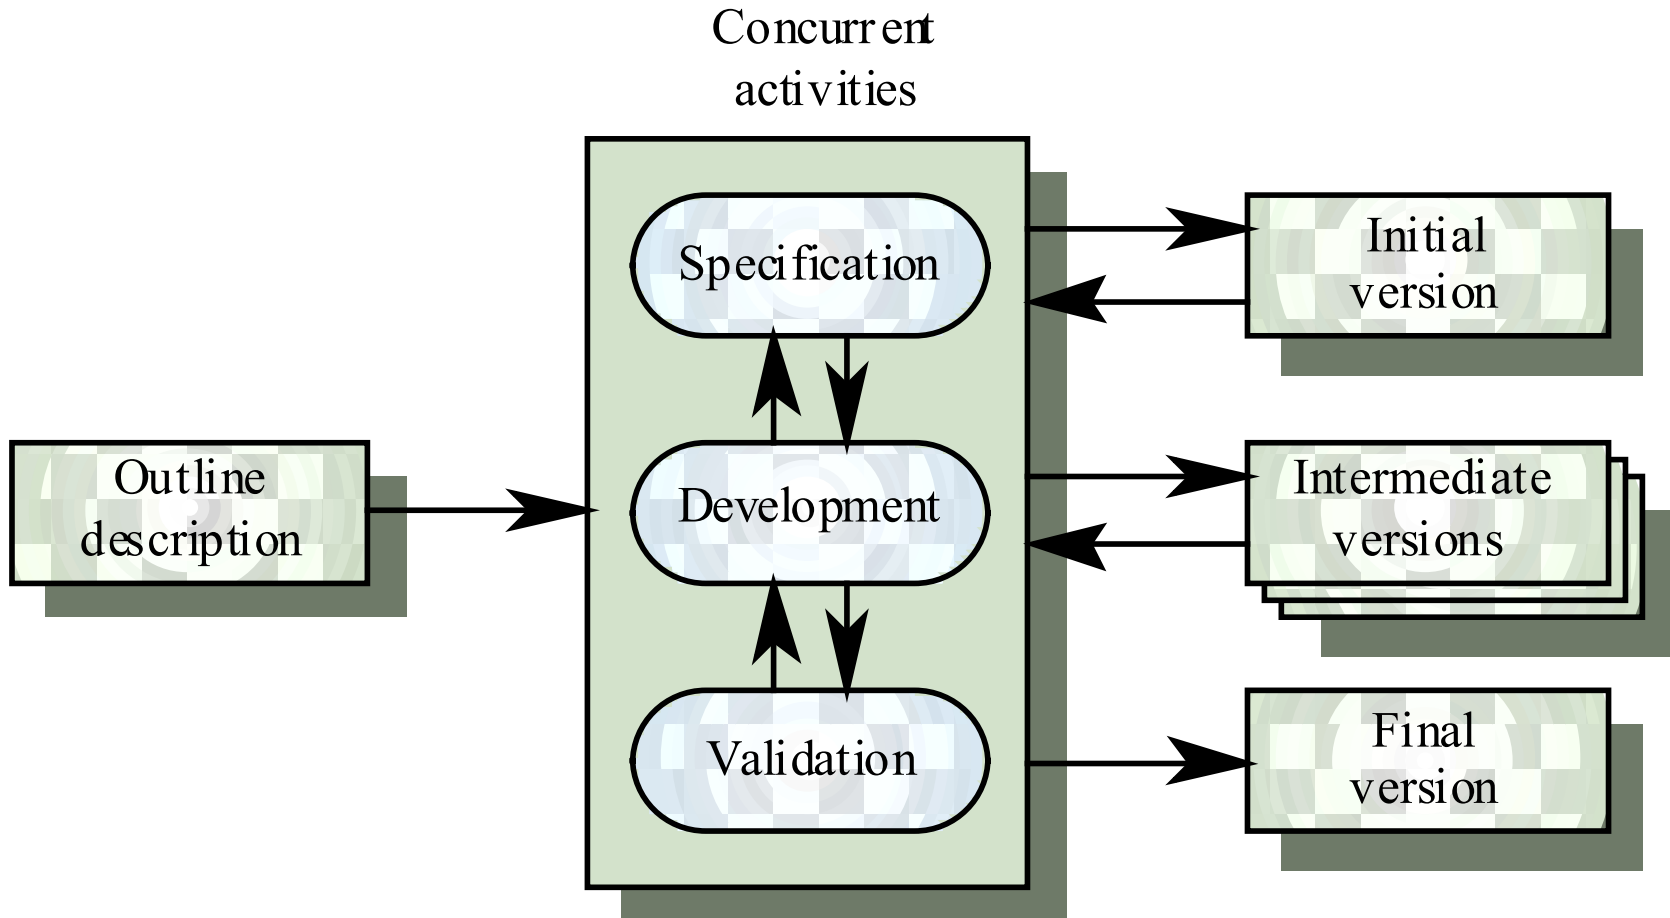 Concurrent
activities
Specification
Initial
version
Outline
description
Development
Intermediate
versions
Validation
Final
version